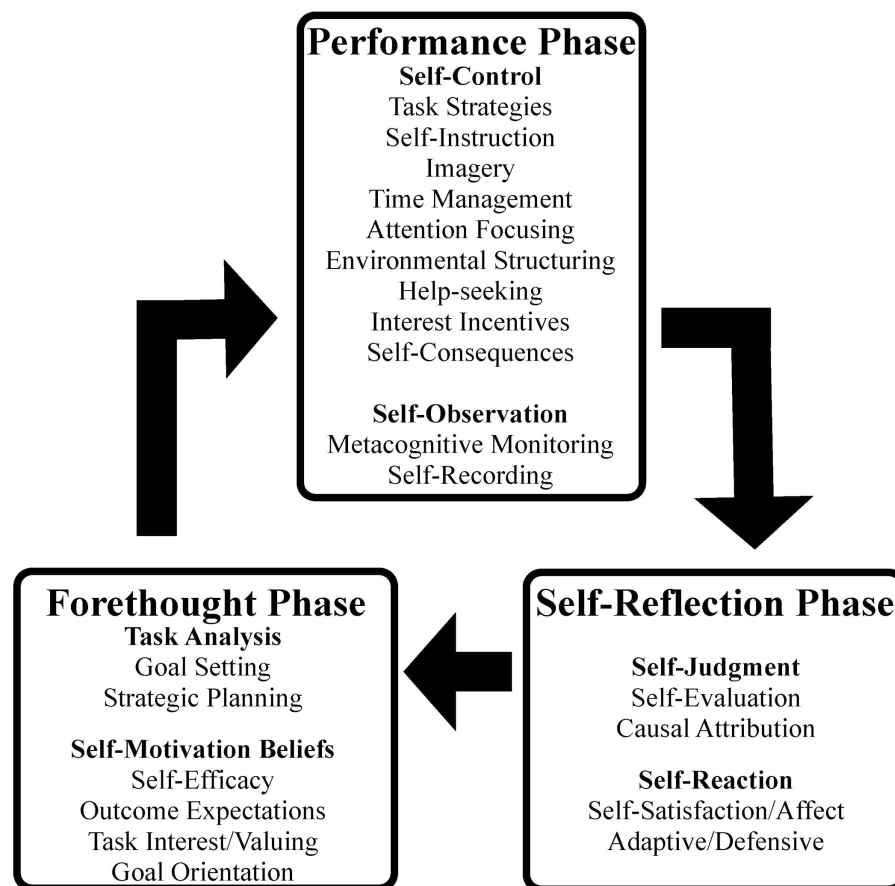 Performance Phase
Self-Control
Task Strategies
Self-Instruction
Imagery
Time Management
Attention Focusing
Environmental Structuring
Help-seeking
Interest Incentives
Self-Consequences
Self-Observation
Metacognitive Monitoring
Self-Recording
Forethought Phase
Task Analysis
Goal Setting
Strategic Planning
Self-Motivation Beliefs
Self-Efficacy
Outcome Expectations
Task Interest/Valuing
Goal Orientation
Self-Reflection Phase
Self-Judgment
Self-Evaluation
Causal Attribution
Self-Reaction
Self-Satisfaction/Affect
Adaptive/Defensive